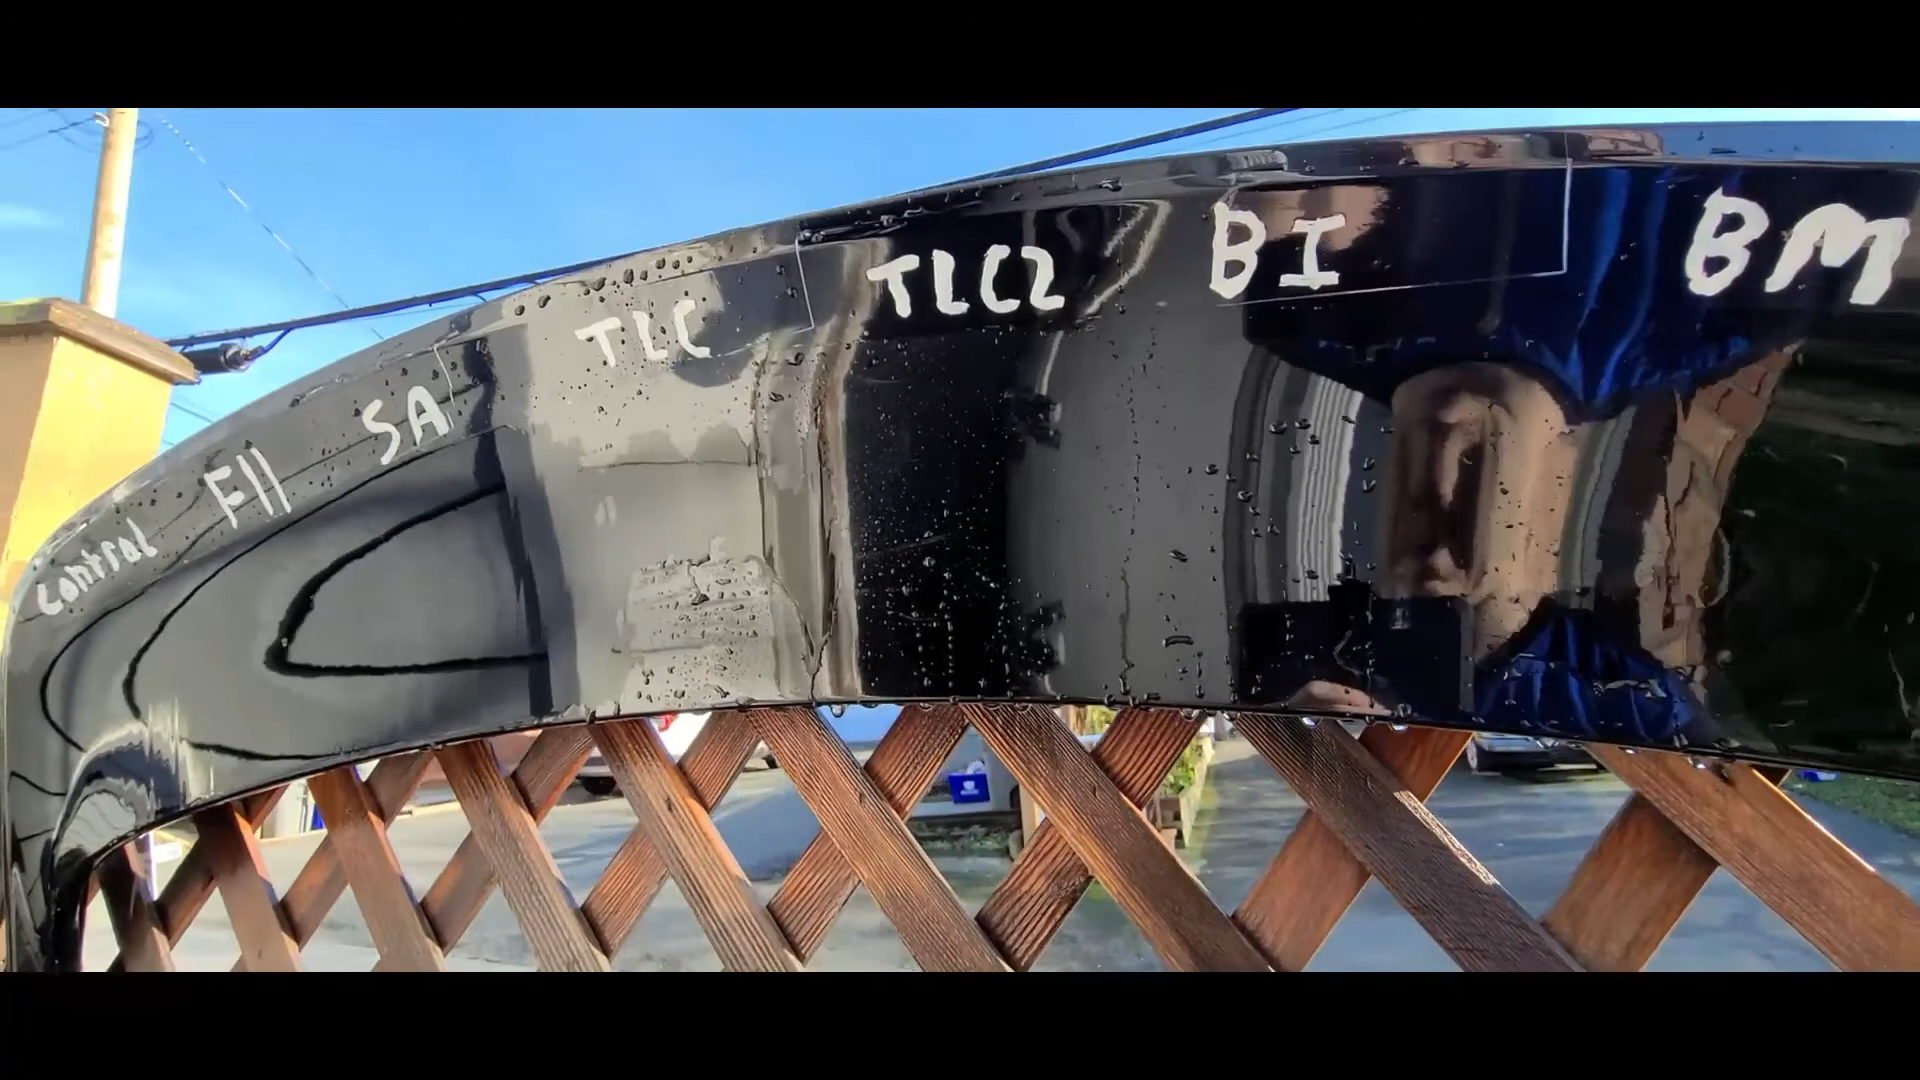 control
F11
SA
TLC
TLC2
BI
BM